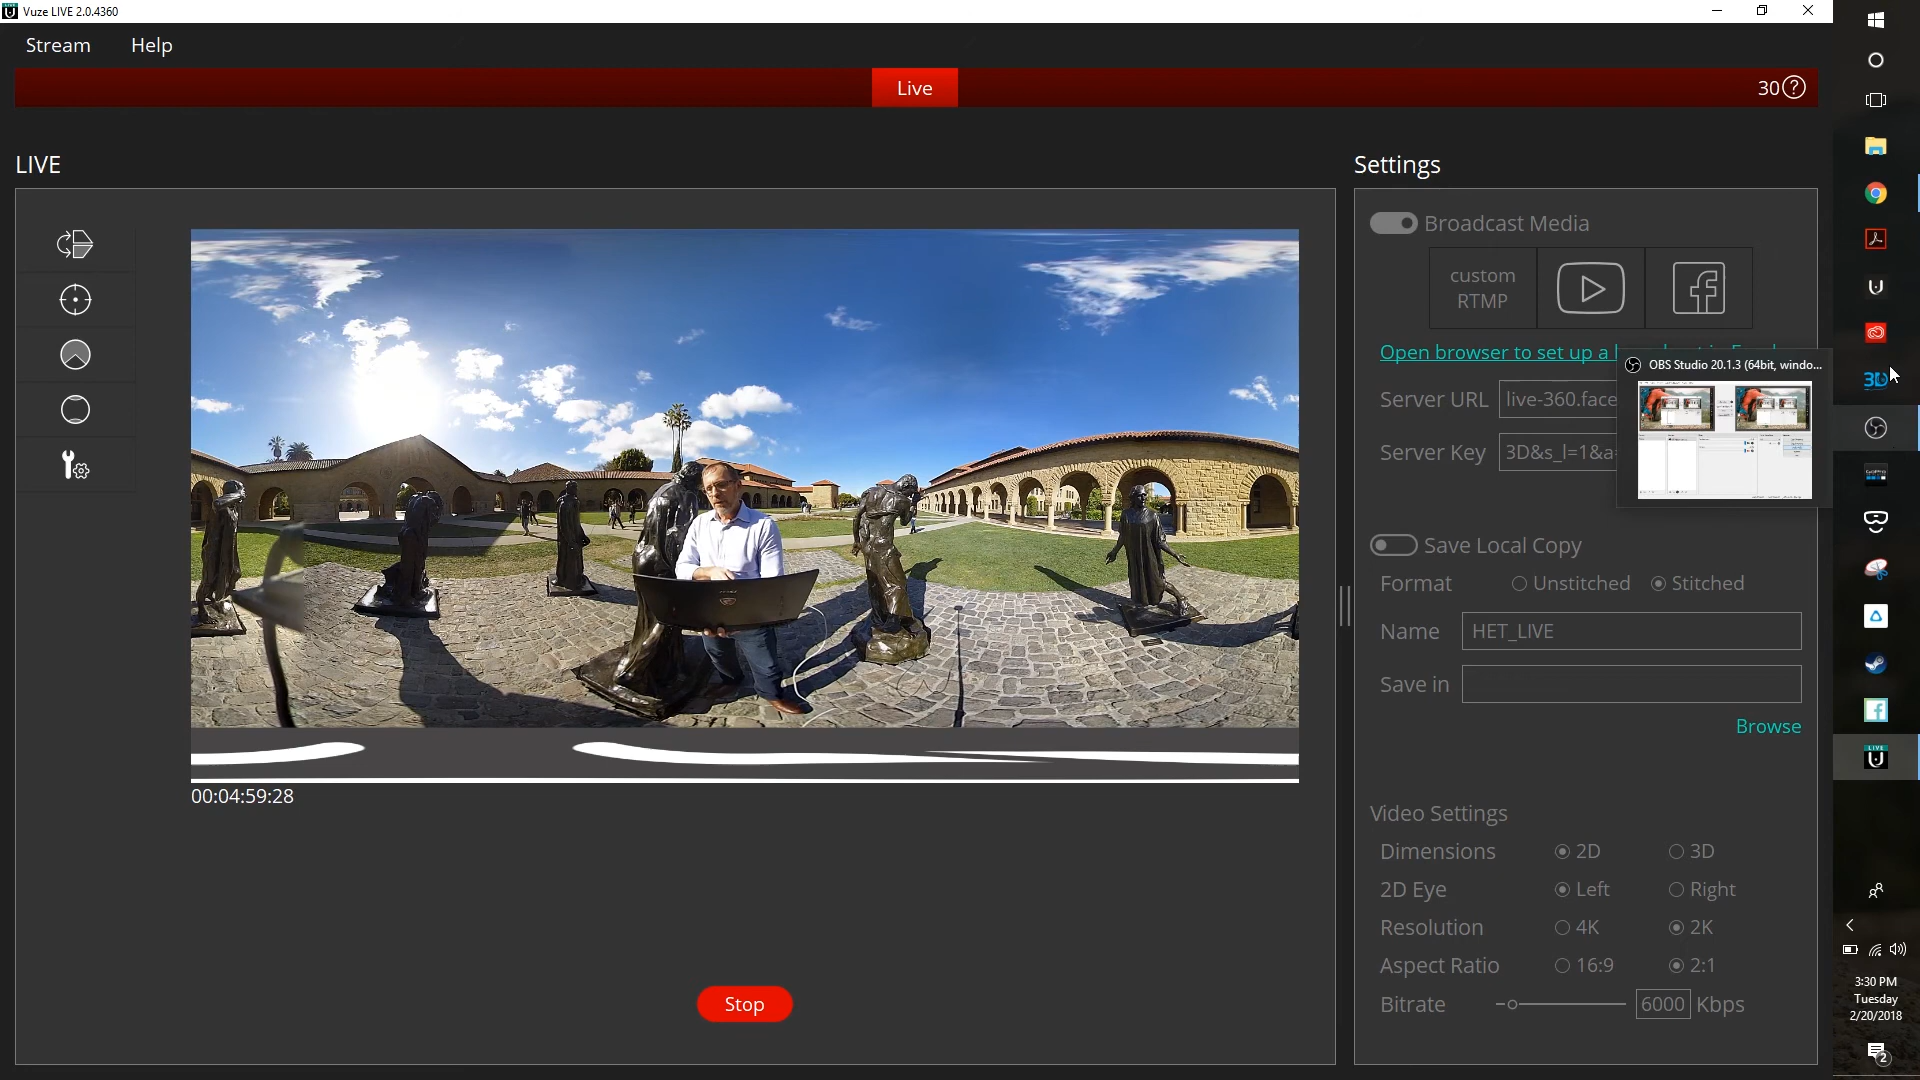 Vuze LIVE 2.0.4360
Stream Help
Live
30
LIVE
Settings
Broadcast Media
custom
RTMP
Open browser to set up a
Server URL live-360.face
Server Key 3D&s_l=1&a
OBS Studio 20.1.3 (64bit, windo...
Save Local Copy
Format Unstitched Stitched
Name HET_LIVE
Save in
Browse
00:04:59:28
Video Settings
Dimensions 2D 3D
2D Eye Left Right
Resolution 4K 2K
Aspect Ratio 16:9 2:1
Bitrate 6000 Kbps
Stop
3D
LIVE
3:30 PM
Tuesday
2/20/2018
2